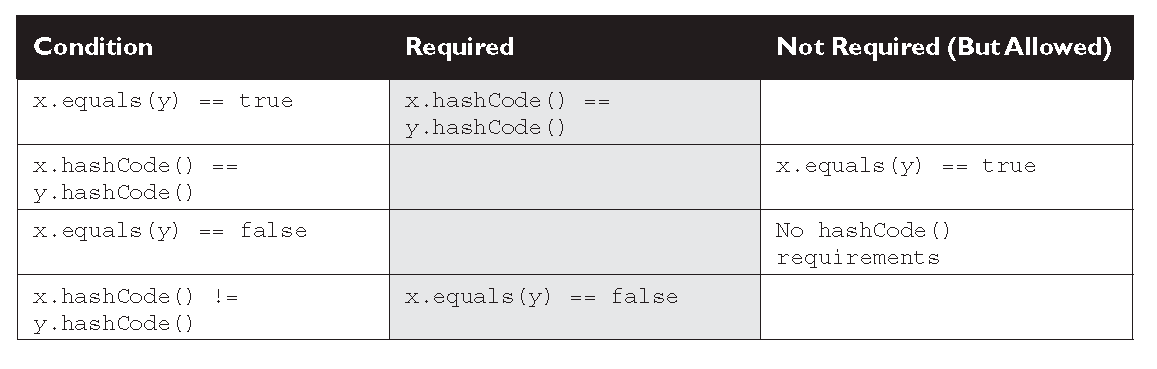 Condition Required Not Required (But Allowed)
x.equals(y) == true x.hashCode() ==
y.hashCode()
x.hashCode() == x.equals(y) == true
y.hashCode()
x.equals(y) == false No hashCode()
requirements
x.hashCode() != x.equals(y) == false
y.hashCode()